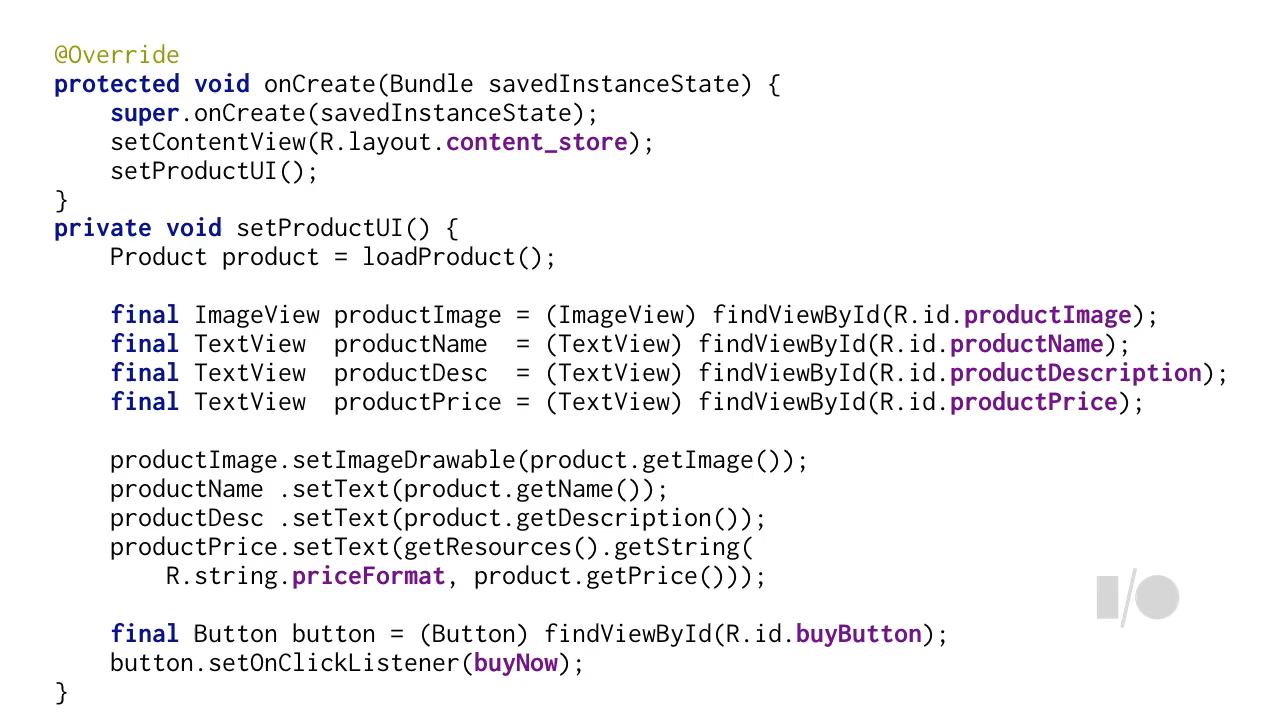 @Override
protected void onCreate(Bundle savedInstanceState) {
    super.onCreate(savedInstanceState);
    setContentView(R.layout.content_store);
    setProductUI();
}
private void setProductUI() {
    Product product = loadProduct();

    final ImageView productImage = (ImageView) findViewById(R.id.productImage);
    final TextView  productName  = (TextView) findViewById(R.id.productName);
    final TextView  productDesc  = (TextView) findViewById(R.id.productDescription);
    final TextView  productPrice = (TextView) findViewById(R.id.productPrice);

    productImage.setImageDrawable(product.getImage());
    productName .setText(product.getName());
    productDesc .setText(product.getDescription());
    productPrice.setText(getResources().getString(
        R.string.priceFormat, product.getPrice()));

    final Button button = (Button) findViewById(R.id.buyButton);
    button.setOnClickListener(buyNow);
}
I/O